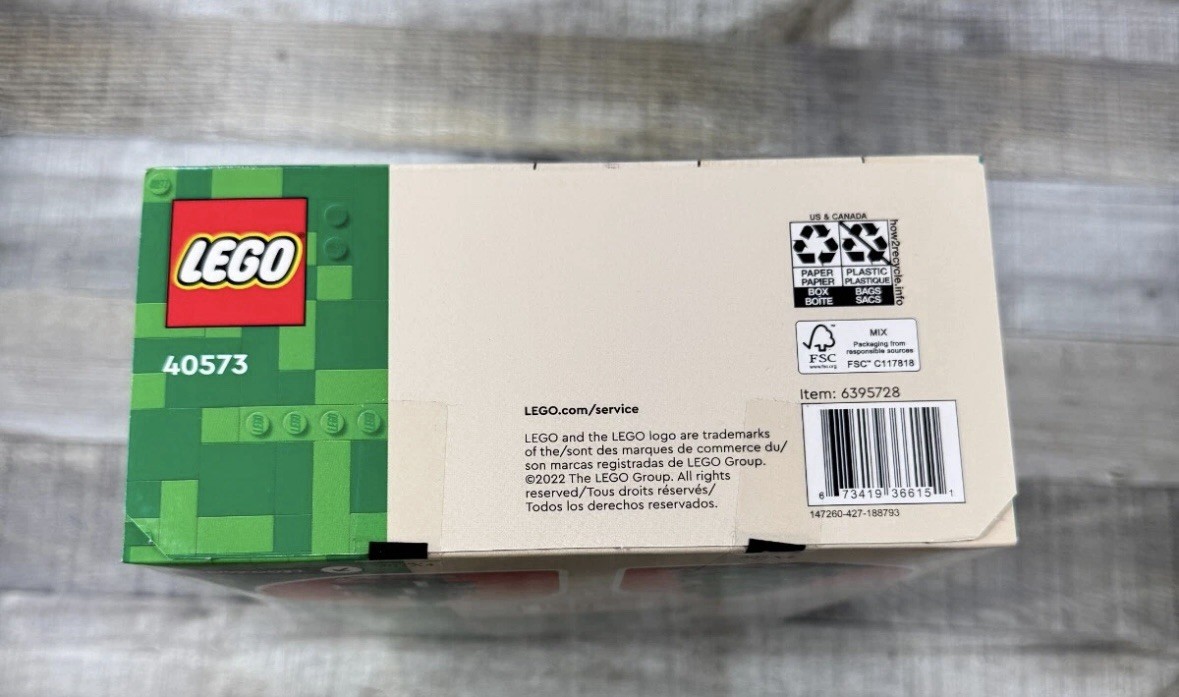 LEGO
40573
US & CANADA
PAPER
PAPIER
BOX
BOÎTE
PLASTIC
PLASTIQUE
BAGS
SACS
how2recycle.info
FSC
www.fsc.org
MIX
Packaging from
responsible sources
FSC™ C117818
Item: 6395728
6 73419 36615 1
147260-427-188793
LEGO.com/service
LEGO and the LEGO logo are trademarks
of the/sont des marques de commerce du/
son marcas registradas de LEGO Group.
©2022 The LEGO Group. All rights
reserved/Tous droits réservés/
Todos los derechos reservados.